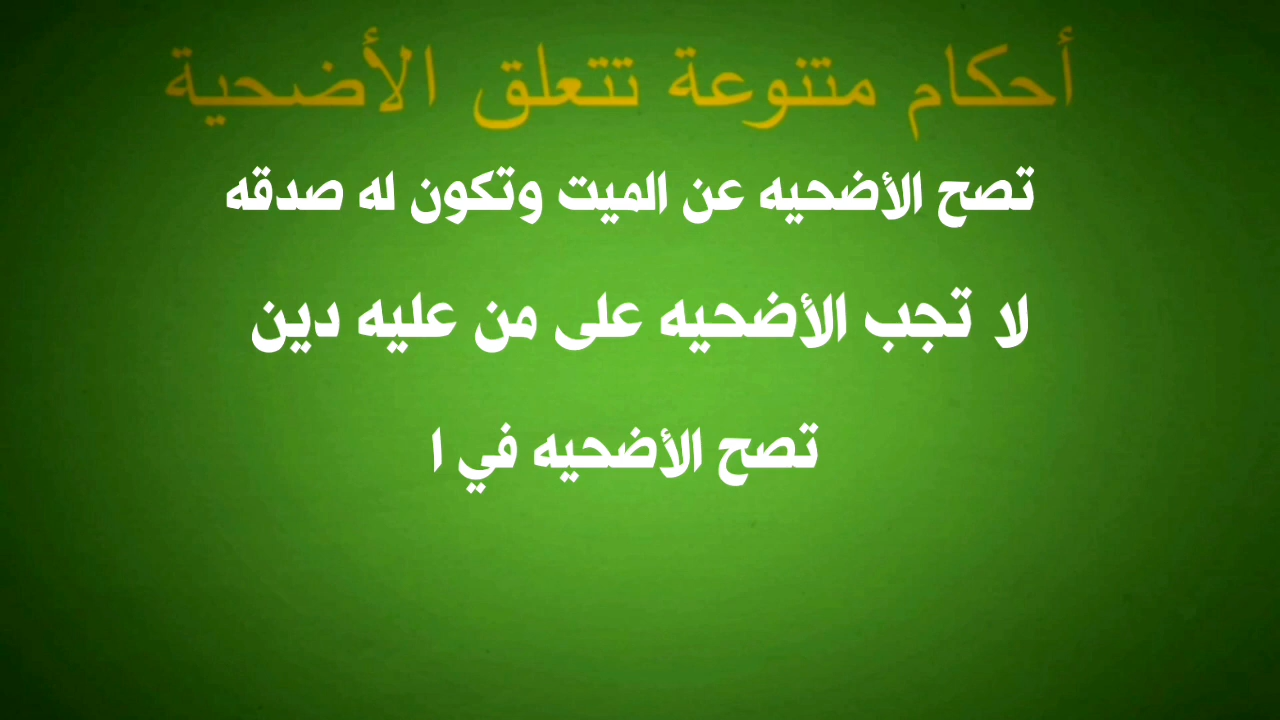 أحكام متنوعة تتعلق الأضحية
تصح الأضحيه عن الميت وتكون له صدقه
لا تجب الأضحيه على من عليه دين
تصح الأضحيه في ا